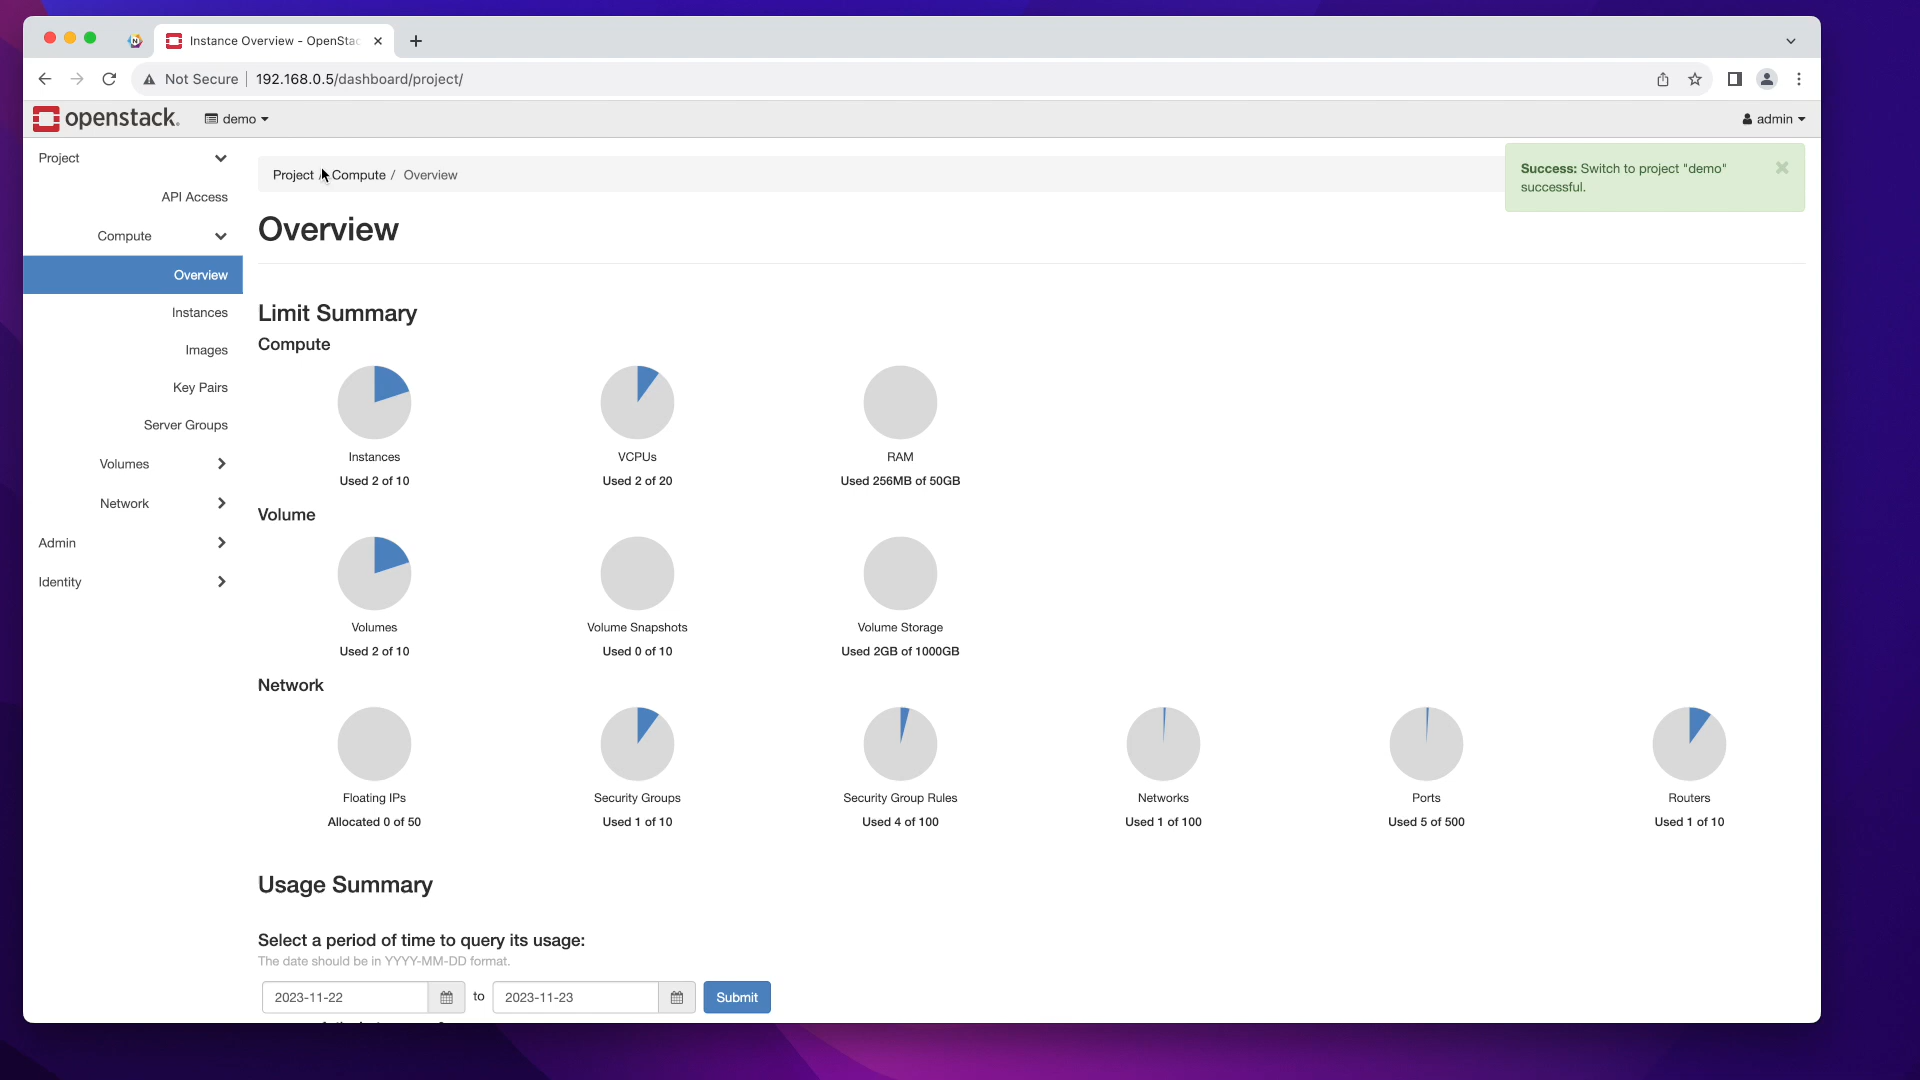 Instance Overview - OpenStac
Not Secure
192.168.0.5/dashboard/project/
openstack.
demo
admin
Project
API Access
Compute
Overview
Instances
Images
Key Pairs
Server Groups
Volumes
Network
Admin
Identity
Project / Compute / Overview
Success: Switch to project "demo"
successful.
Overview
Limit Summary
Compute
Instances
Used 2 of 10
VCPUs
Used 2 of 20
RAM
Used 256MB of 50GB
Volume
Volumes
Used 2 of 10
Volume Snapshots
Used 0 of 10
Volume Storage
Used 2GB of 1000GB
Network
Floating IPs
Allocated 0 of 50
Security Groups
Used 1 of 10
Security Group Rules
Used 4 of 100
Networks
Used 1 of 100
Ports
Used 5 of 500
Routers
Used 1 of 10
Usage Summary
Select a period of time to query its usage:
The date should be in YYYY-MM-DD format.
2023-11-22
to
2023-11-23
Submit